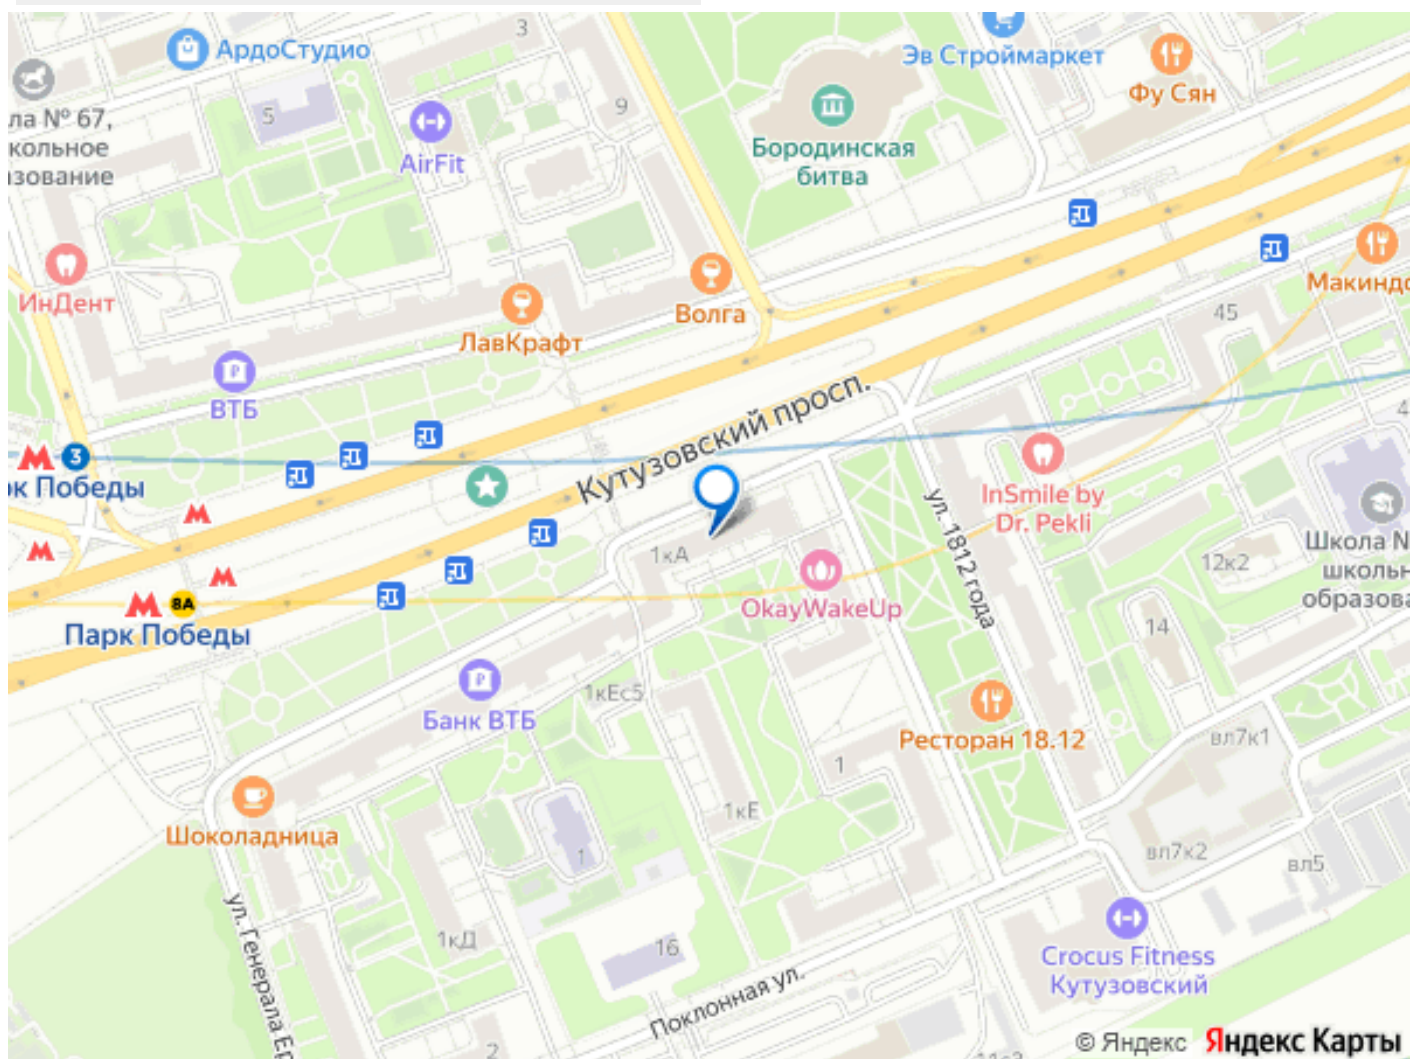 АрдоСтудио
3
Эв Строймаркет
Фу Сян
ла № 67,
кольное
зование
5
9
AirFit
Бородинская
битва
ИнДент
ЛавКрафт
Волга
Макиндо
45
ВТБ
Кутузовский просп.
3
рк Победы
InSmile by
Dr. Pekli
ул. 1812 года
Школа №
школьн
образова
1кА
12к2
8А
Парк Победы
OkayWakeUp
14
1кЕс5
Банк ВТБ
Ресторан 18.12
вл7к1
1
1кЕ
Шоколадница
1
вл7к2
вл5
ул. Генерала Ер
1кД
16
Crocus Fitness
Кутузовский
Поклонная ул.
2
© Яндекс Яндекс Карты